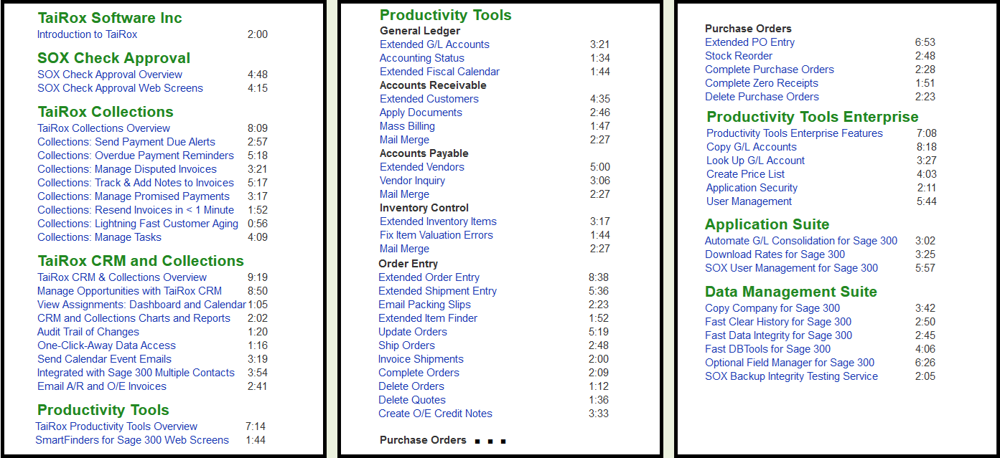 TaiRox Software Inc
Introduction to TaiRox 2:00
SOX Check Approval
SOX Check Approval Overview 4:48
SOX Check Approval Web Screens 4:15
TaiRox Collections
TaiRox Collections Overview 8:09
Collections: Send Payment Due Alerts 2:57
Collections: Overdue Payment Reminders 5:18
Collections: Manage Disputed Invoices 3:21
Collections: Track & Add Notes to Invoices 5:17
Collections: Manage Promised Payments 3:17
Collections: Resend Invoices in < 1 Minute 1:52
Collections: Lightning Fast Customer Aging 0:56
Collections: Manage Tasks 4:09
TaiRox CRM and Collections
TaiRox CRM & Collections Overview 9:19
Manage Opportunities with TaiRox CRM 8:50
View Assignments: Dashboard and Calendar 1:05
CRM and Collections Charts and Reports 2:02
Audit Trail of Changes 1:20
One-Click-Away Data Access 1:16
Send Calendar Event Emails 3:19
Integrated with Sage 300 Multiple Contacts 3:54
Email A/R and O/E Invoices 2:41
Productivity Tools
TaiRox Productivity Tools Overview 7:14
SmartFinders for Sage 300 Web Screens 1:44
Productivity Tools
General Ledger
Extended G/L Accounts 3:21
Accounting Status 1:34
Extended Fiscal Calendar 1:44
Accounts Receivable
Extended Customers 4:35
Apply Documents 2:46
Mass Billing 1:47
Mail Merge 2:27
Accounts Payable
Extended Vendors 5:00
Vendor Inquiry 3:06
Mail Merge 2:27
Inventory Control
Extended Inventory Items 3:17
Fix Item Valuation Errors 1:44
Mail Merge 2:27
Order Entry
Extended Order Entry 8:38
Extended Shipment Entry 5:36
Email Packing Slips 2:23
Extended Item Finder 1:52
Update Orders 5:19
Ship Orders 2:48
Invoice Shipments 2:00
Complete Orders 2:09
Delete Orders 1:12
Delete Quotes 1:36
Create O/E Credit Notes 3:33
Purchase Orders ■ ■ ■
Purchase Orders
Extended PO Entry 6:53
Stock Reorder 2:48
Complete Purchase Orders 2:28
Complete Zero Receipts 1:51
Delete Purchase Orders 2:23
Productivity Tools Enterprise
Productivity Tools Enterprise Features 7:08
Copy G/L Accounts 8:18
Look Up G/L Account 3:27
Create Price List 4:03
Application Security 2:11
User Management 5:44
Application Suite
Automate G/L Consolidation for Sage 300 3:02
Download Rates for Sage 300 3:25
SOX User Management for Sage 300 5:57
Data Management Suite
Copy Company for Sage 300 3:42
Fast Clear History for Sage 300 2:50
Fast Data Integrity for Sage 300 2:45
Fast DBTools for Sage 300 4:06
Optional Field Manager for Sage 300 6:26
SOX Backup Integrity Testing Service 2:05